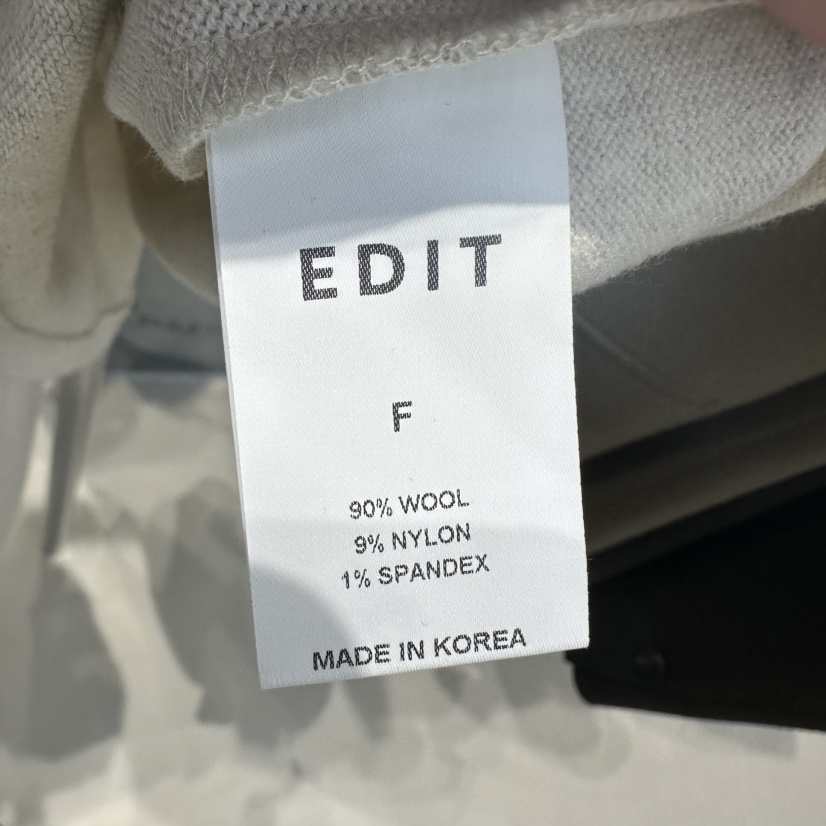 EDIT
F
90% WOOL
9% NYLON
1% SPANDEX
MADE IN KOREA